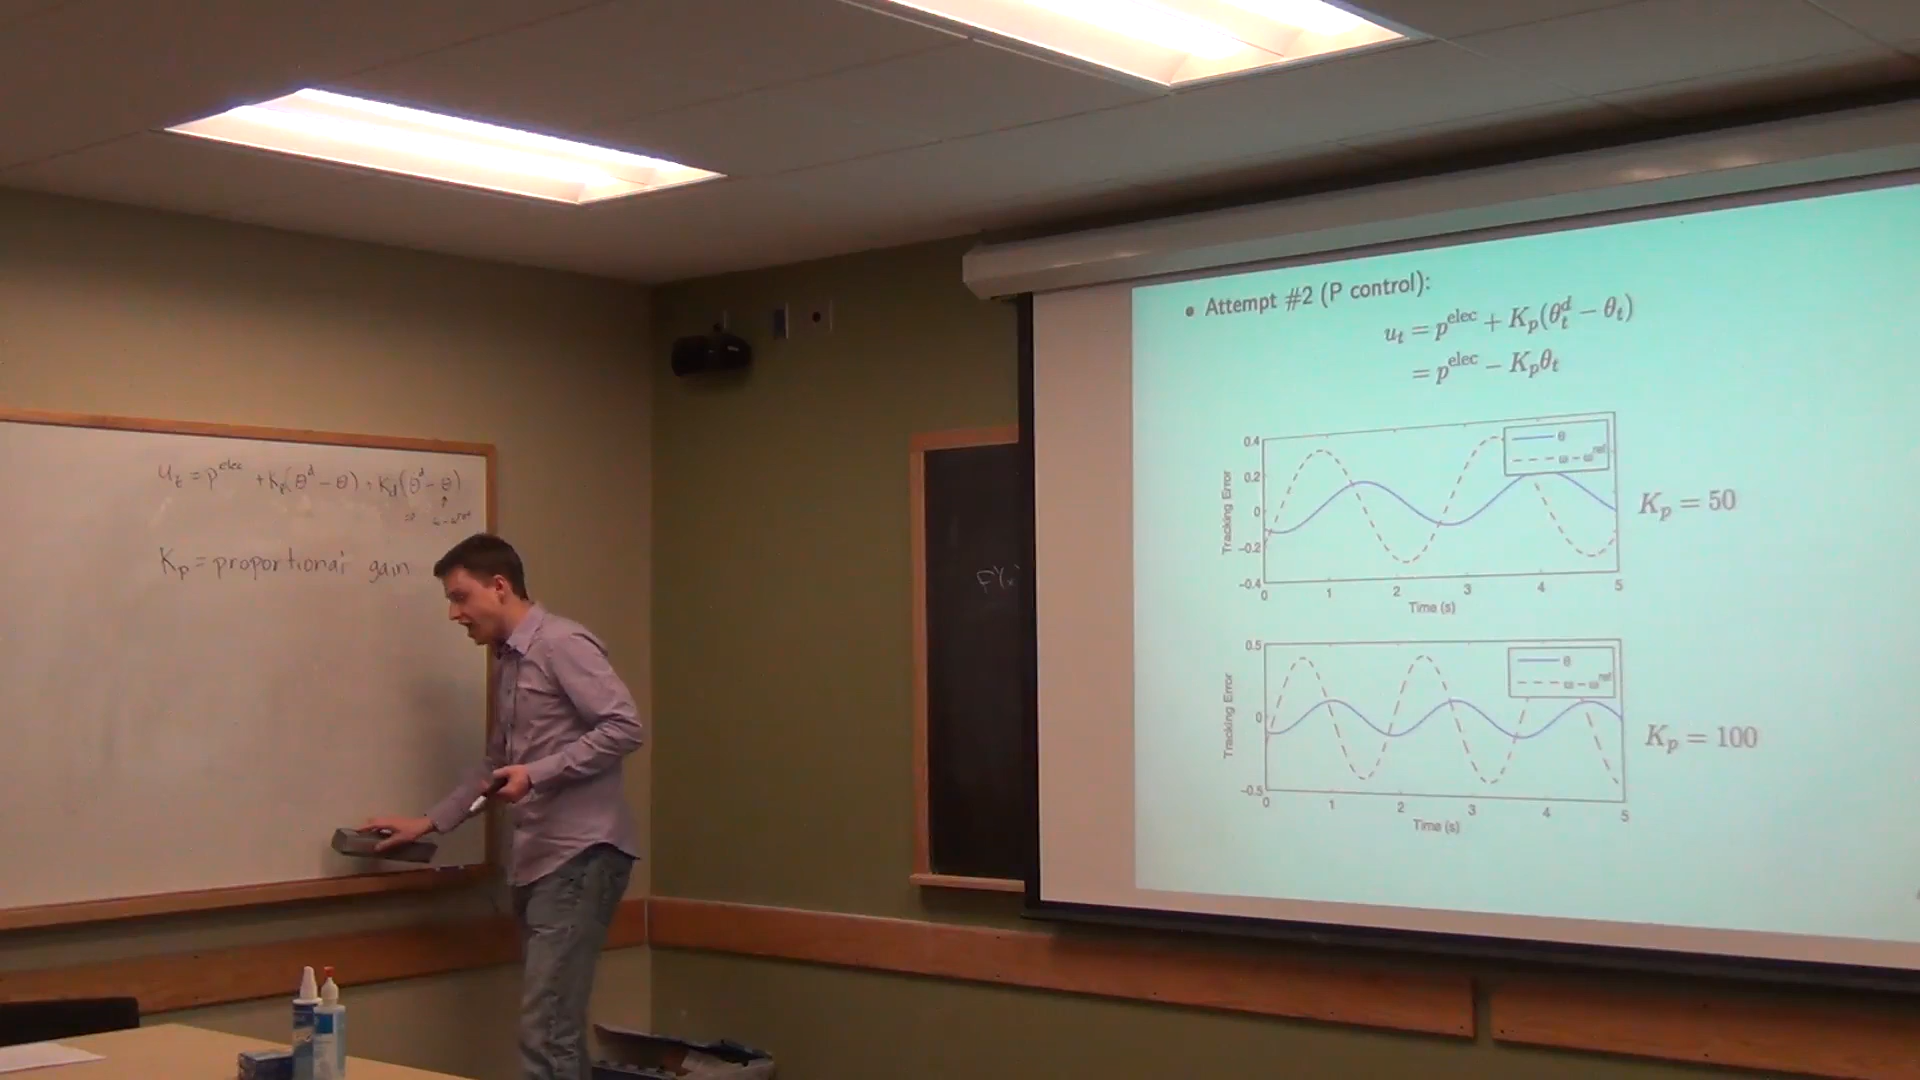 u_t = p^elec + K_p(θ^d − θ) + K_d(θ̇^d − θ̇)
K_p = proportional gain
F(x)
• Attempt #2 (P control):
u_t = p^elec + K_p(θ_t^d − θ_t)
= p^elec − K_pθ_t
0.4
0.2
0
−0.2
−0.4
Tracking Error
θ
ω − ω^ref
0 1 2 3 4 5
Time (s)
K_p = 50
0.5
0
−0.5
Tracking Error
θ
ω − ω^ref
0 1 2 3 4 5
Time (s)
K_p = 100